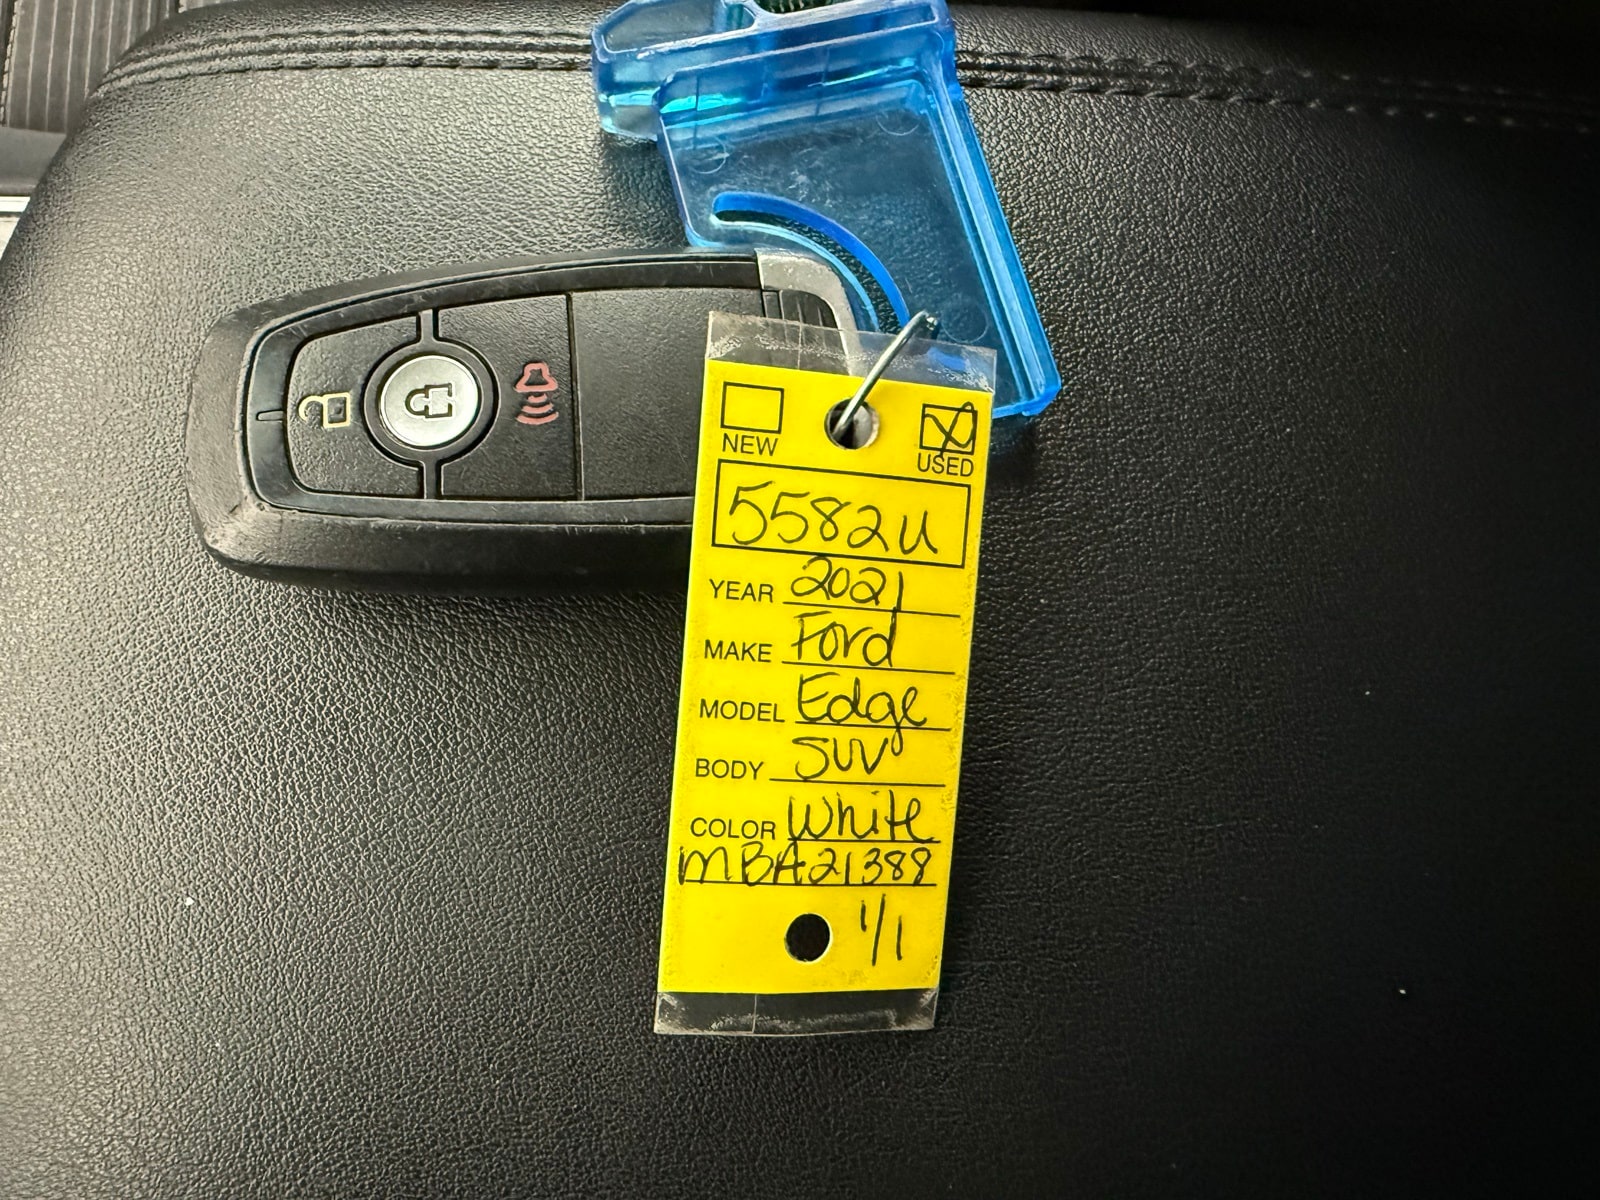 NEW USED
5582U
YEAR 2021
MAKE Ford
MODEL Edge
BODY SUV
COLOR White
MBA21388
1/1